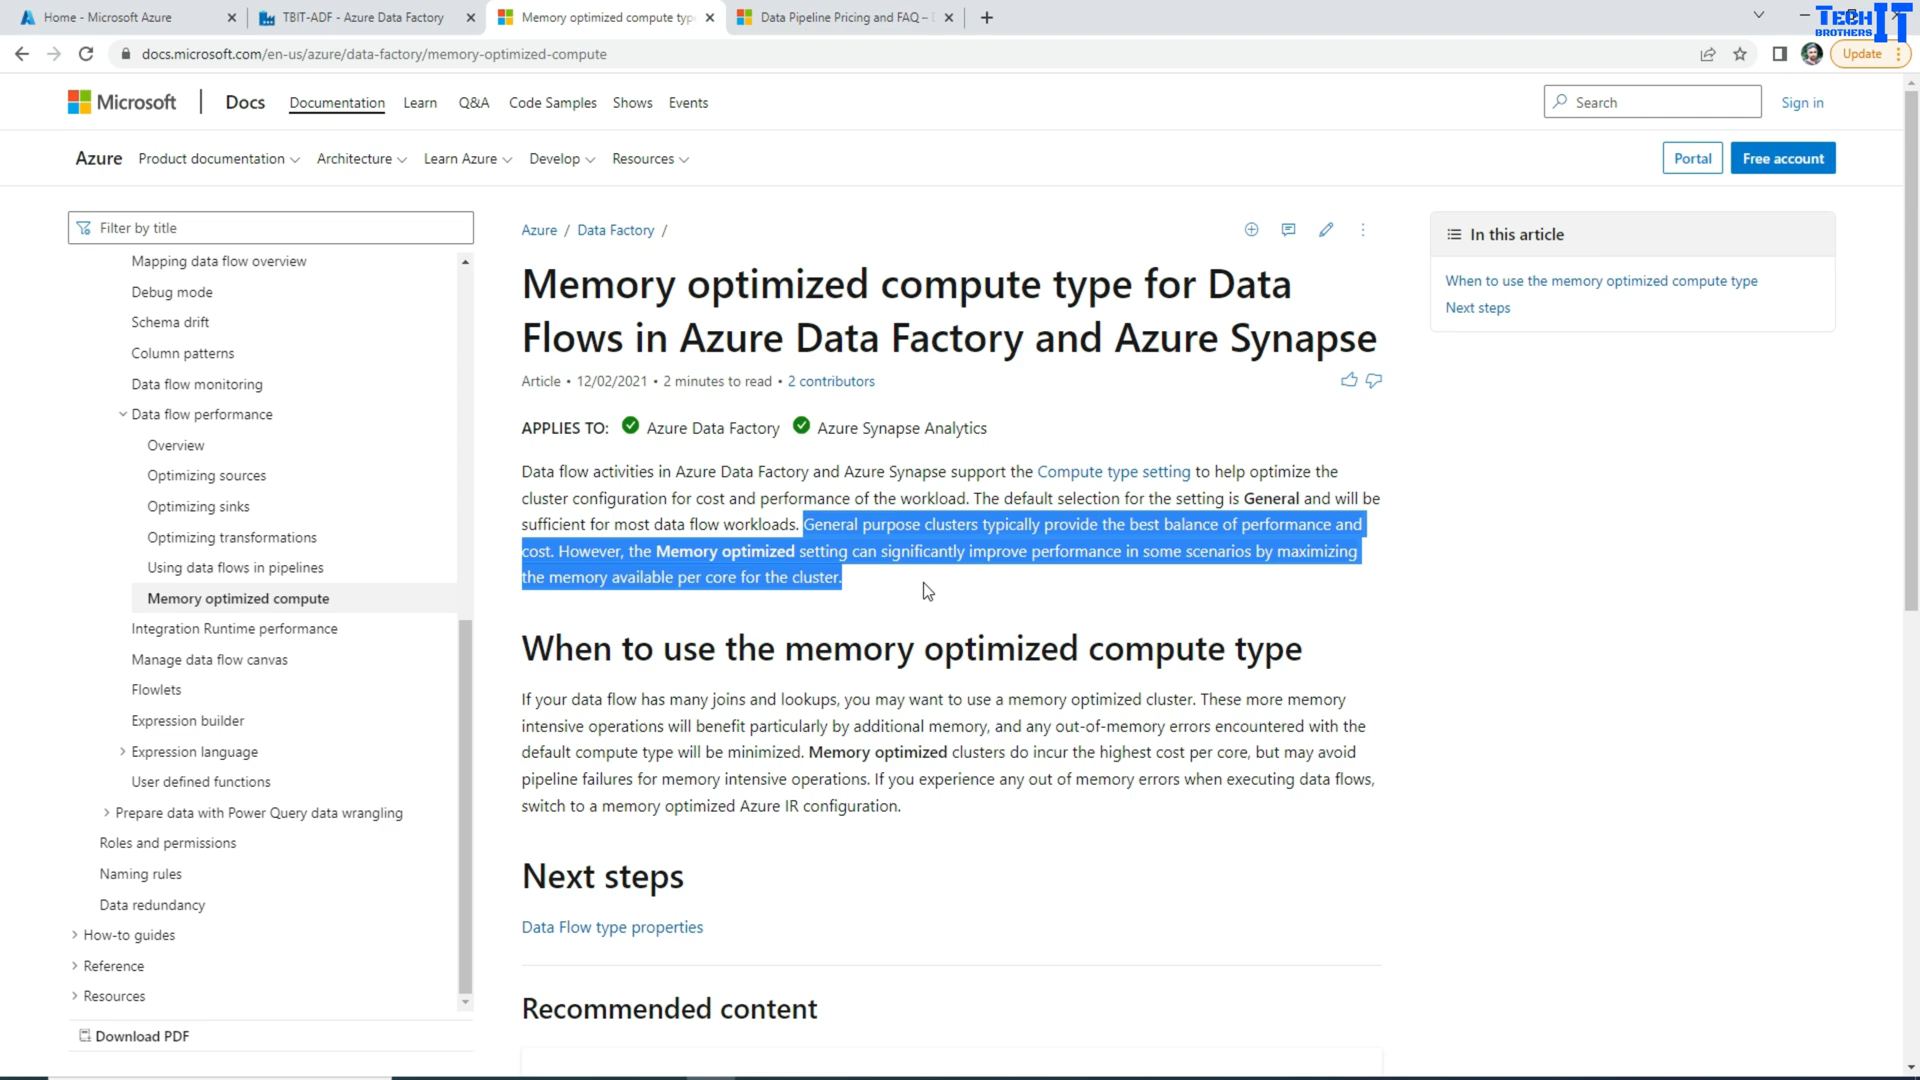 Home - Microsoft Azure
TBIT-ADF - Azure Data Factory
Memory optimized compute typ
Data Pipeline Pricing and FAQ –
TECH IT
BROTHERS
docs.microsoft.com/en-us/azure/data-factory/memory-optimized-compute
Update
Microsoft
Docs
Documentation
Learn
Q&A
Code Samples
Shows
Events
Search
Sign in
Azure
Product documentation
Architecture
Learn Azure
Develop
Resources
Portal
Free account
Filter by title
Mapping data flow overview
Debug mode
Schema drift
Column patterns
Data flow monitoring
Data flow performance
Overview
Optimizing sources
Optimizing sinks
Optimizing transformations
Using data flows in pipelines
Memory optimized compute
Integration Runtime performance
Manage data flow canvas
Flowlets
Expression builder
Expression language
User defined functions
Prepare data with Power Query data wrangling
Roles and permissions
Naming rules
Data redundancy
How-to guides
Reference
Resources
Download PDF
Azure / Data Factory /
Memory optimized compute type for Data
Flows in Azure Data Factory and Azure Synapse
Article • 12/02/2021 • 2 minutes to read • 2 contributors
APPLIES TO: Azure Data Factory Azure Synapse Analytics
Data flow activities in Azure Data Factory and Azure Synapse support the Compute type setting to help optimize the
cluster configuration for cost and performance of the workload. The default selection for the setting is General and will be
sufficient for most data flow workloads. General purpose clusters typically provide the best balance of performance and
cost. However, the Memory optimized setting can significantly improve performance in some scenarios by maximizing
the memory available per core for the cluster.
When to use the memory optimized compute type
If your data flow has many joins and lookups, you may want to use a memory optimized cluster. These more memory
intensive operations will benefit particularly by additional memory, and any out-of-memory errors encountered with the
default compute type will be minimized. Memory optimized clusters do incur the highest cost per core, but may avoid
pipeline failures for memory intensive operations. If you experience any out of memory errors when executing data flows,
switch to a memory optimized Azure IR configuration.
Next steps
Data Flow type properties
Recommended content
In this article
When to use the memory optimized compute type
Next steps